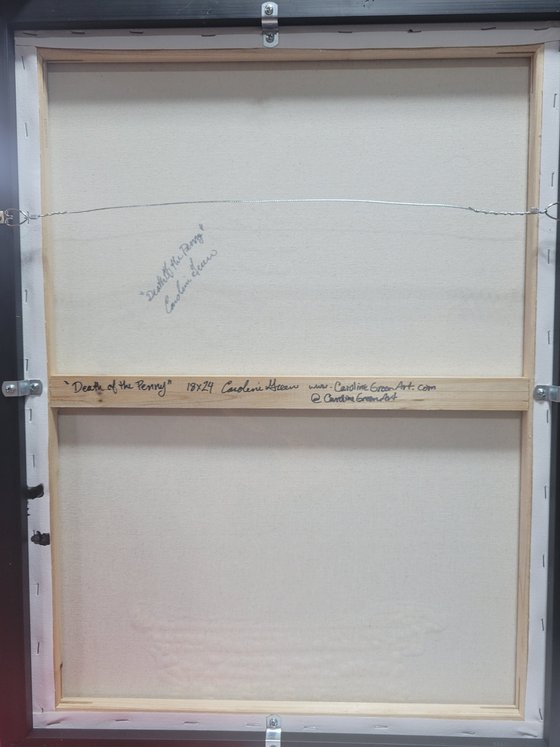 "Death of the Penny"
Caroline Green
"Death of the Penny" 18x24 Caroline Green www.CarolineGreenArt.com
@CarolineGreenArt